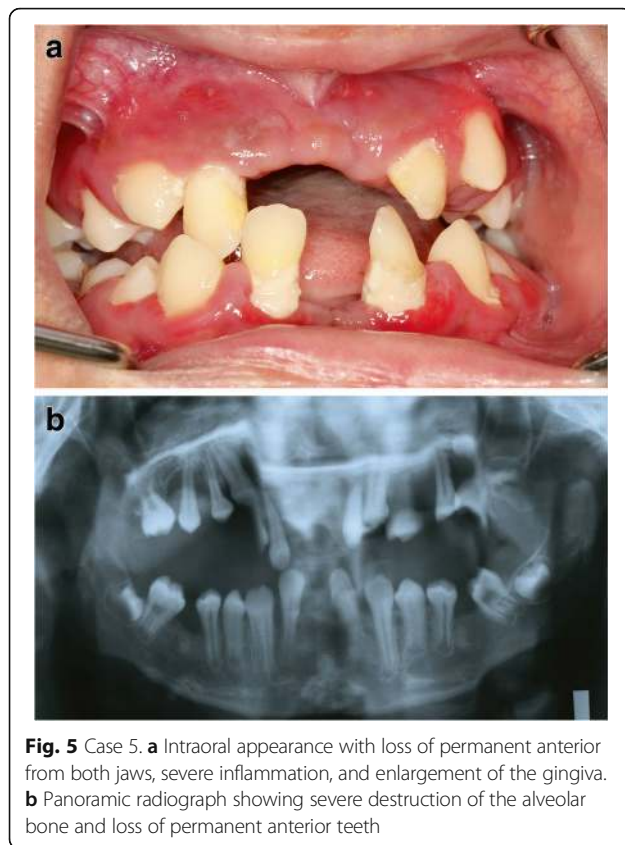 a
b
Fig. 5 Case 5. a Intraoral appearance with loss of permanent anterior
from both jaws, severe inflammation, and enlargement of the gingiva.
b Panoramic radiograph showing severe destruction of the alveolar
bone and loss of permanent anterior teeth